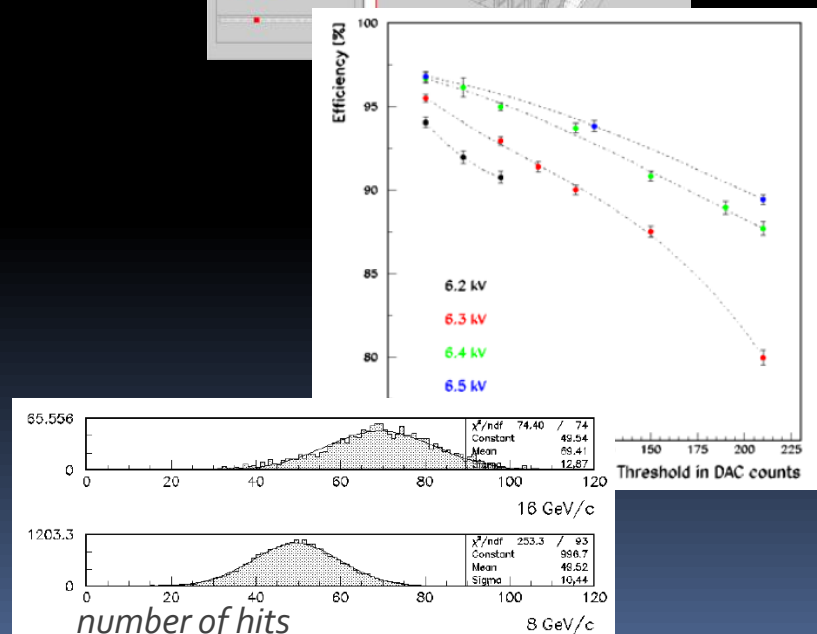 100
Efficiency [%]
95
90
85
80
6.2 kV
6.3 kV
6.4 kV
6.5 kV
150 175 200 225
Threshold in DAC counts
65.556
0
χ²/ndf 74.40 / 74
Constant 49.54
Mean 69.41
Sigma 12.87
0 20 40 60 80 100 120
16 GeV/c
1203.3
0
χ²/ndf 253.3 / 93
Constant 996.7
Mean 49.52
Sigma 10.44
0 20 40 60 80 100 120
number of hits
8 GeV/c